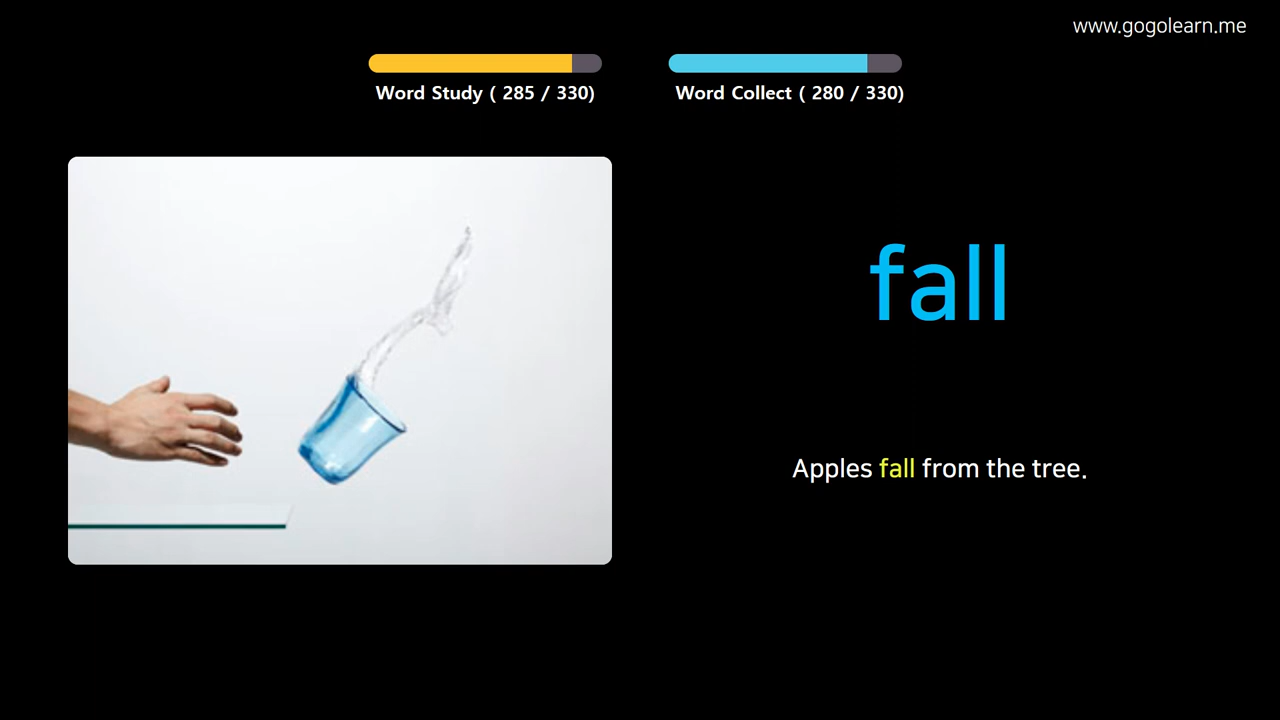 www.gogolearn.me
Word Study ( 285 / 330)
Word Collect ( 280 / 330)
fall
Apples fall from the tree.